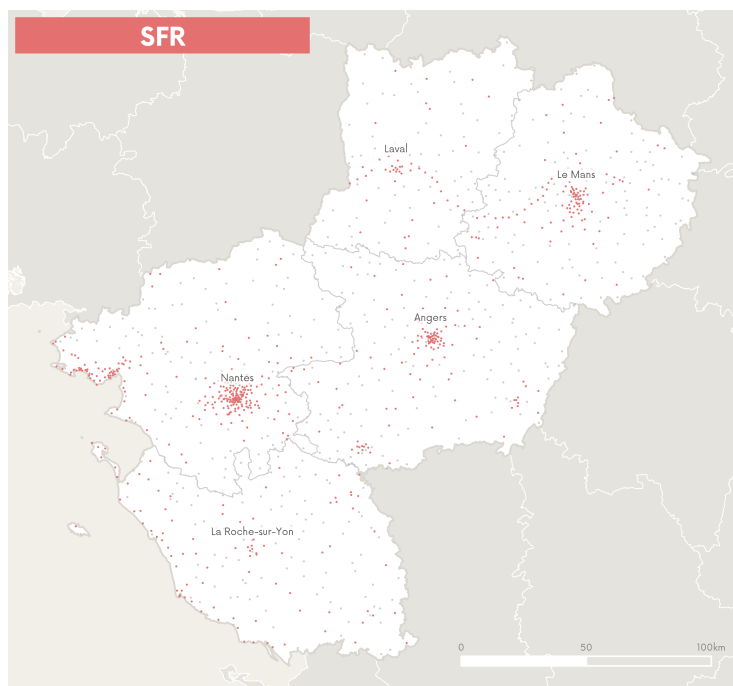 SFR
Laval
Le Mans
Angers
Nantes
La Roche-sur-Yon
0 50 100km